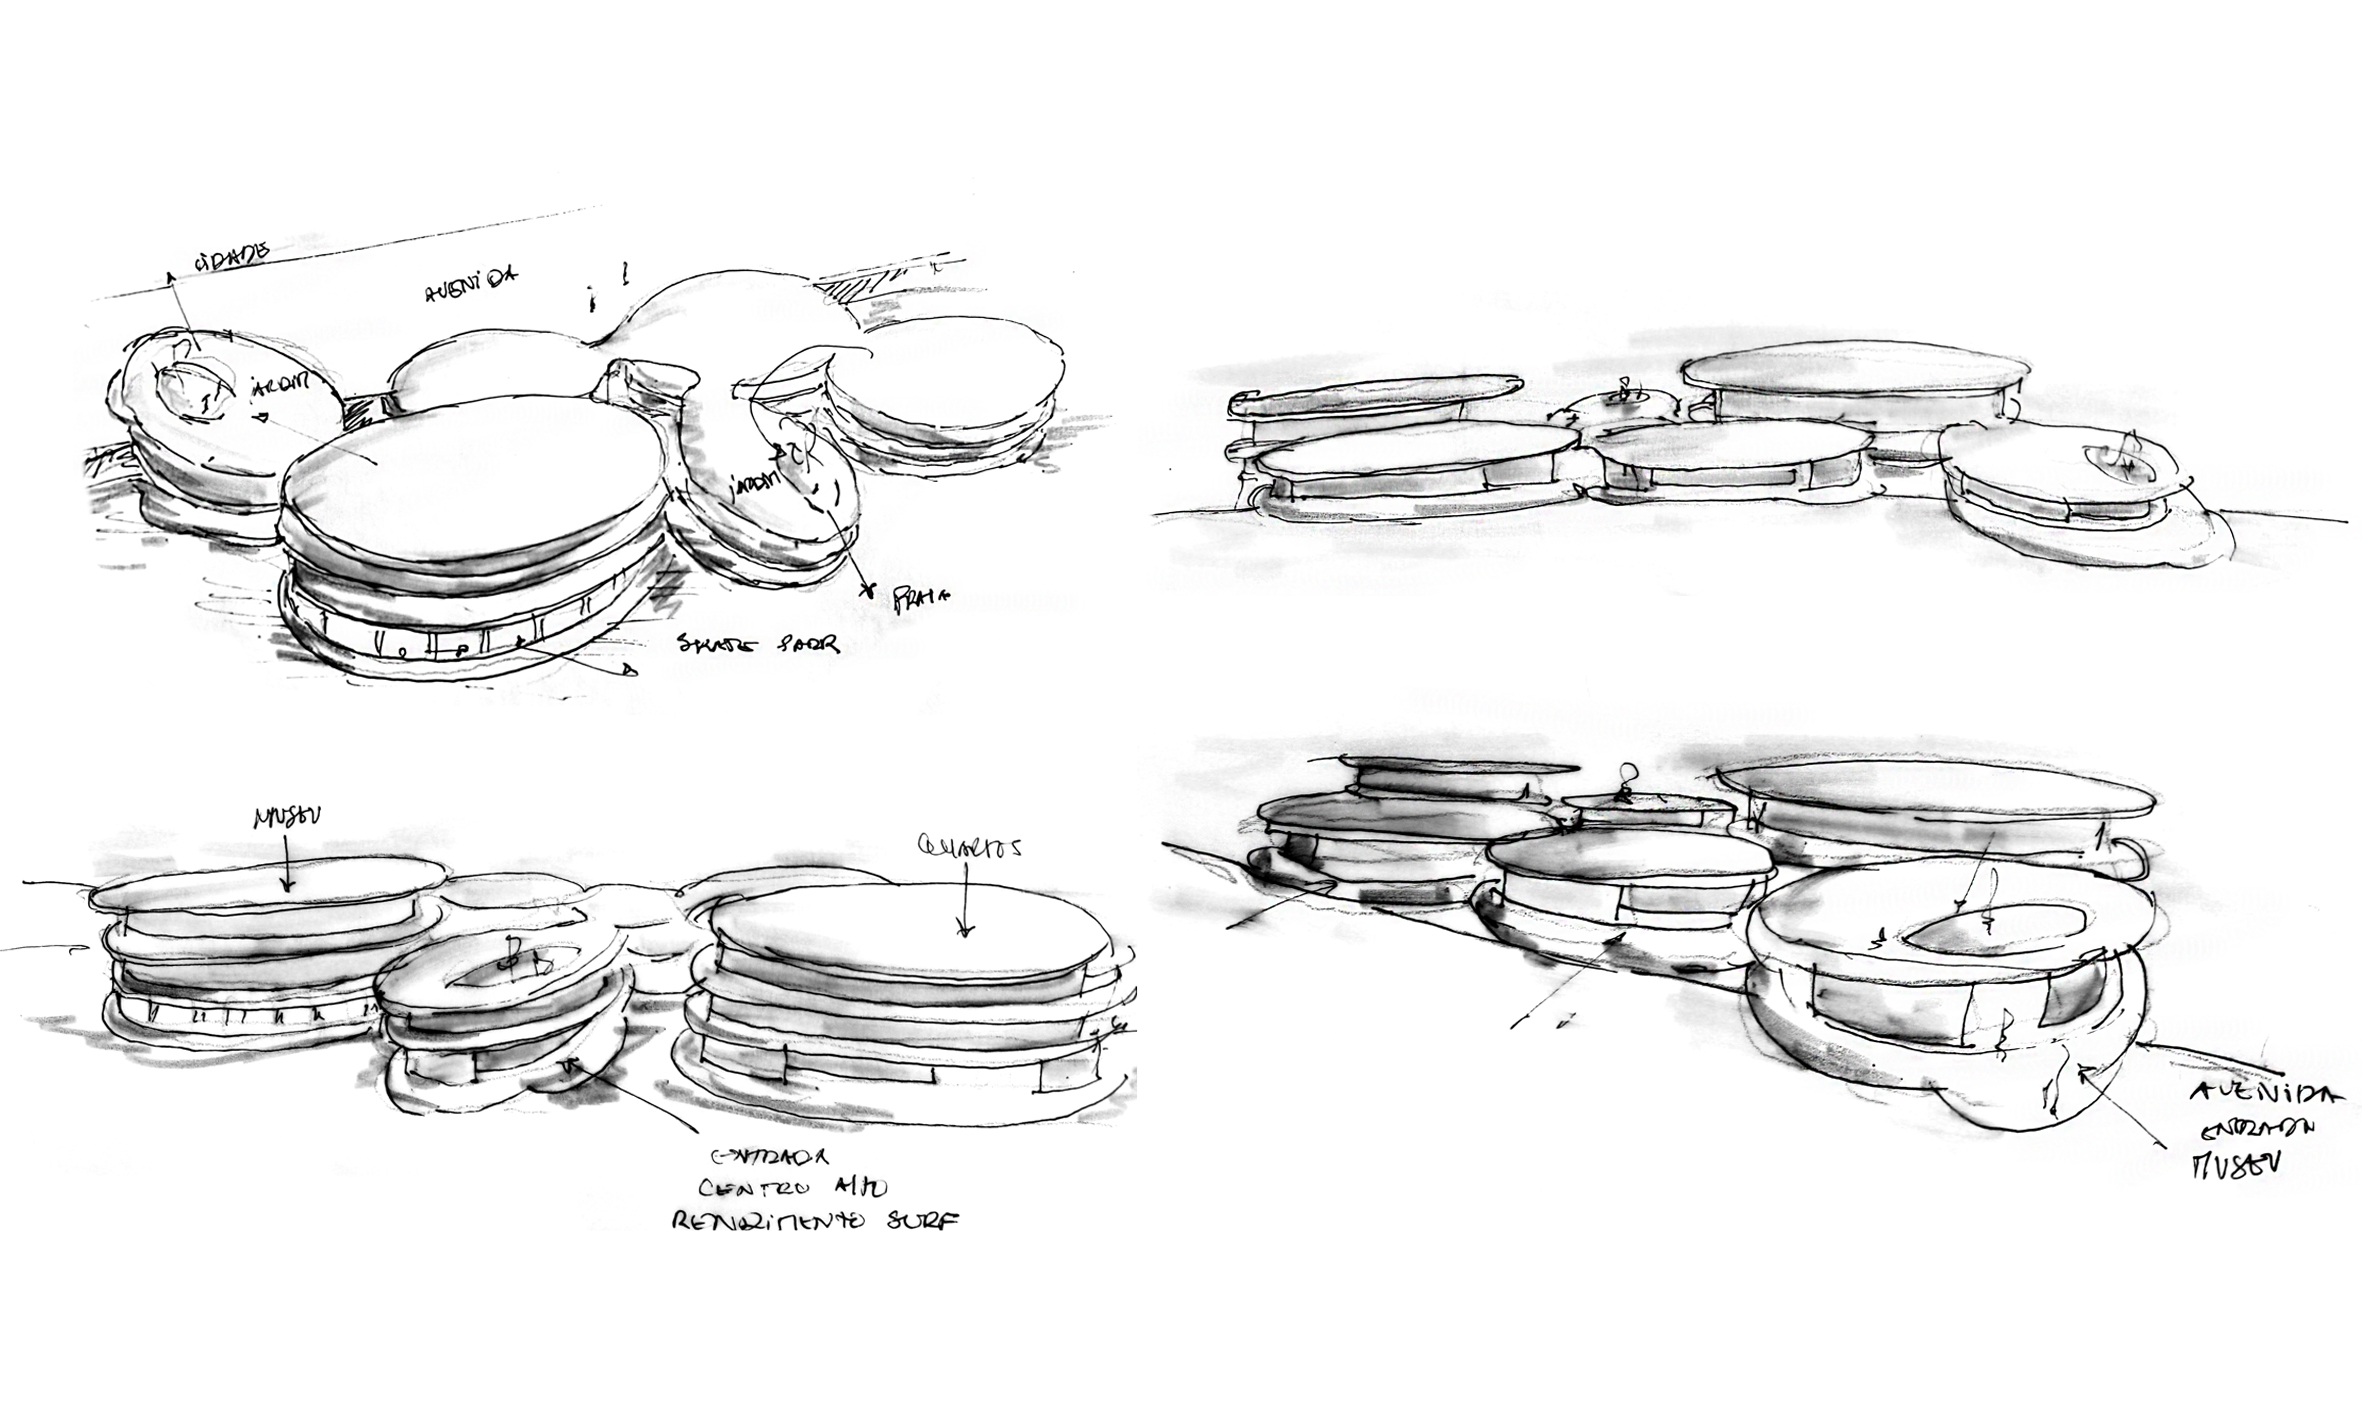 CIDADE
AVENIDA
JARDIM
JARDIM
PRAIA
SKATE PARK
MUSEU
QUARTOS
ENTRADA
CENTRO ALTO
RENDIMENTO SURF
AVENIDA
ENTRADA
MUSEU